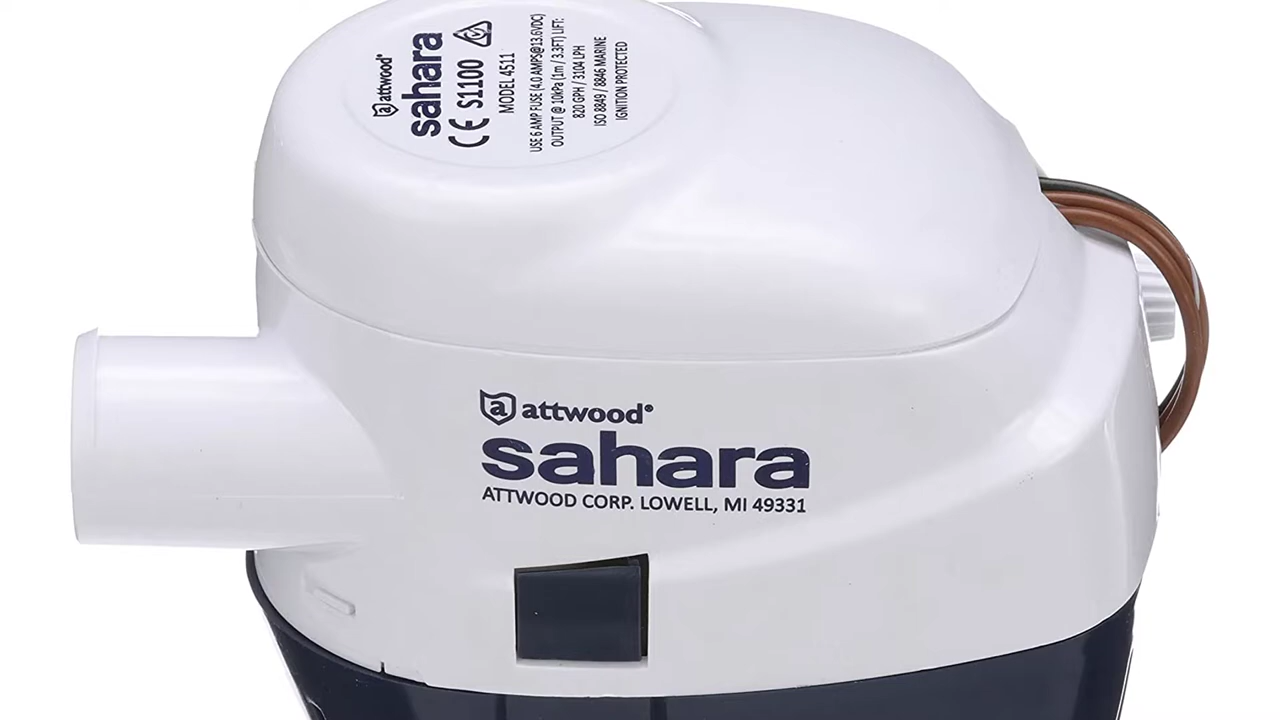 attwood®
sahara
CE S1100
MODEL 4511
USE 6 AMP FUSE (4.0 AMPS@13.6VDC)
OUTPUT @ 10kPa (1m / 3.3FT) LIFT:
820 GPH / 3104 LPH
ISO 8849 / 8846 MARINE
IGNITION PROTECTED
a attwood®
sahara
ATTWOOD CORP. LOWELL, MI 49331